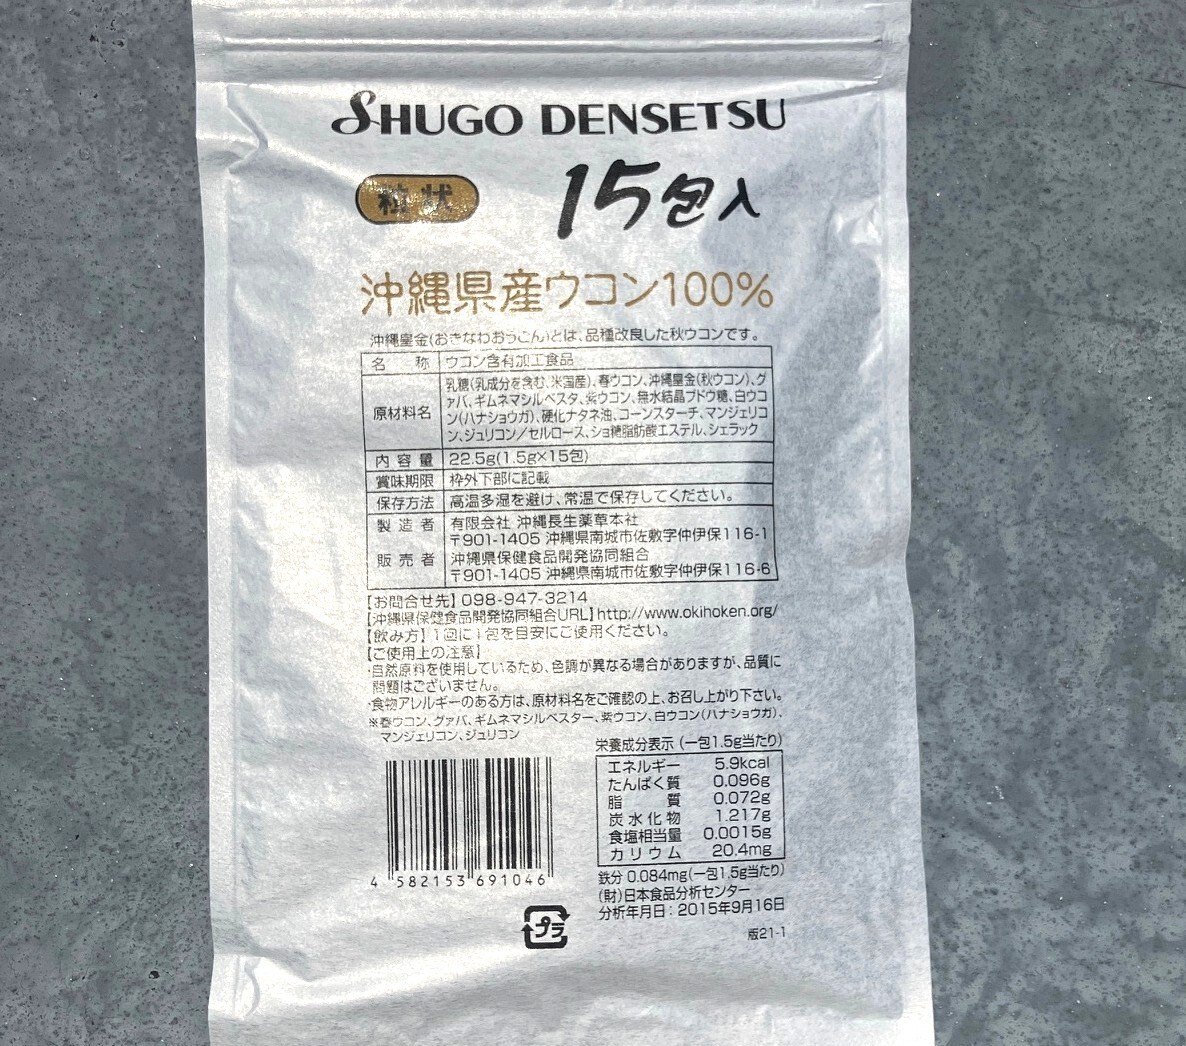 SHUGO DENSETSU
粒状 15包入
沖縄県産ウコン100%
沖縄皇金(おきなわおうごん)とは、品種改良した秋ウコンです。
名 称 ウコン含有加工食品
原材料名 乳糖(乳成分を含む、米国産)、春ウコン、沖縄皇金(秋ウコン)、グ
ァバ、ギムネマシルベスタ、紫ウコン、無水結晶ブドウ糖、白ウコ
ン(ハナショウガ)、硬化ナタネ油、コーンスターチ、マンジェリコ
ン、ジュリコン/セルロース、ショ糖脂肪酸エステル、シェラック
内容量 22.5g(1.5g×15包)
賞味期限 枠外下部に記載
保存方法 高温多湿を避け、常温で保存してください。
製造者 有限会社 沖縄長生薬草本社
〒901-1405 沖縄県南城市佐敷字仲伊保116-1
販売者 沖縄県保健食品開発協同組合
〒901-1405 沖縄県南城市佐敷字仲伊保116-6
【お問合せ先】098-947-3214
【沖縄県保健食品開発協同組合URL】http://www.okihoken.org/
【飲み方】1回に1包を目安にご使用ください。
【ご使用上の注意】
・自然原料を使用しているため、色調が異なる場合がありますが、品質に
問題はございません。
・食物アレルギーのある方は、原材料名をご確認の上、お召し上がり下さい。
※春ウコン、グァバ、ギムネマシルベスター、紫ウコン、白ウコン(ハナショウガ)、
マンジェリコン、ジュリコン
栄養成分表示(一包1.5g当たり)
エネルギー 5.9kcal
たんぱく質 0.096g
脂質 0.072g
炭水化物 1.217g
食塩相当量 0.0015g
カリウム 20.4mg
鉄分 0.084mg(一包1.5g当たり)
(財)日本食品分析センター
分析年月日:2015年9月16日
版21-1
4 582153 691046
プラ